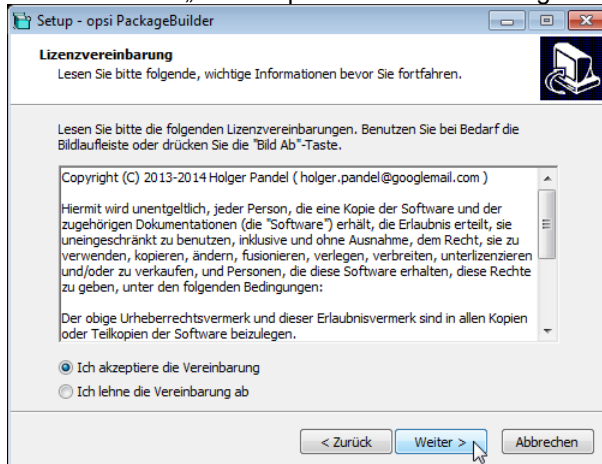 Setup - opsi PackageBuilder
Lizenzvereinbarung
Lesen Sie bitte folgende, wichtige Informationen bevor Sie fortfahren.
Lesen Sie bitte die folgenden Lizenzvereinbarungen. Benutzen Sie bei Bedarf die
Bildlaufleiste oder drücken Sie die "Bild Ab"-Taste.
Copyright (C) 2013-2014 Holger Pandel ( holger.pandel@googlemail.com )
Hiermit wird unentgeltlich, jeder Person, die eine Kopie der Software und der
zugehörigen Dokumentationen (die "Software") erhält, die Erlaubnis erteilt, sie
uneingeschränkt zu benutzen, inklusive und ohne Ausnahme, dem Recht, sie zu
verwenden, kopieren, ändern, fusionieren, verlegen, verbreiten, unterlizenzieren
und/oder zu verkaufen, und Personen, die diese Software erhalten, diese Rechte
zu geben, unter den folgenden Bedingungen:
Der obige Urheberrechtsvermerk und dieser Erlaubnisvermerk sind in allen Kopien
oder Teilkopien der Software beizulegen.
Ich akzeptiere die Vereinbarung
Ich lehne die Vereinbarung ab
< Zurück Weiter > Abbrechen